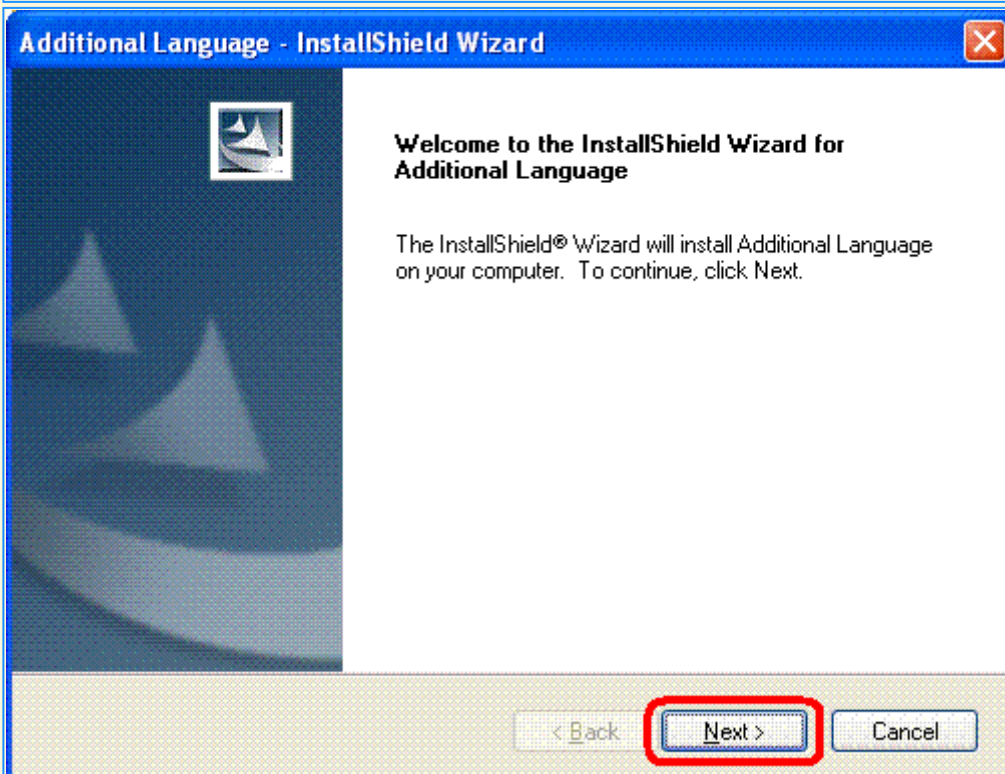 Additional Language - InstallShield Wizard
Welcome to the InstallShield Wizard for
Additional Language
The InstallShield® Wizard will install Additional Language
on your computer.  To continue, click Next.
< Back
Next >
Cancel